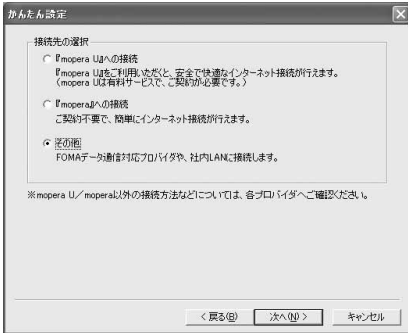 かんたん設定
接続先の選択
『mopera U』への接続
『mopera U』をご利用いただくと、安全で快適なインターネット接続が行えます。
(mopera Uは有料サービスで、ご契約が必要です。)
『mopera』への接続
ご契約不要で、簡単にインターネット接続が行えます。
その他
FOMAデータ通信対応プロバイダや、社内LANに接続します。
※mopera U/mopera以外の接続方法などについては、各プロバイダへご確認ください。
< 戻る(B)
次へ(N) >
キャンセル